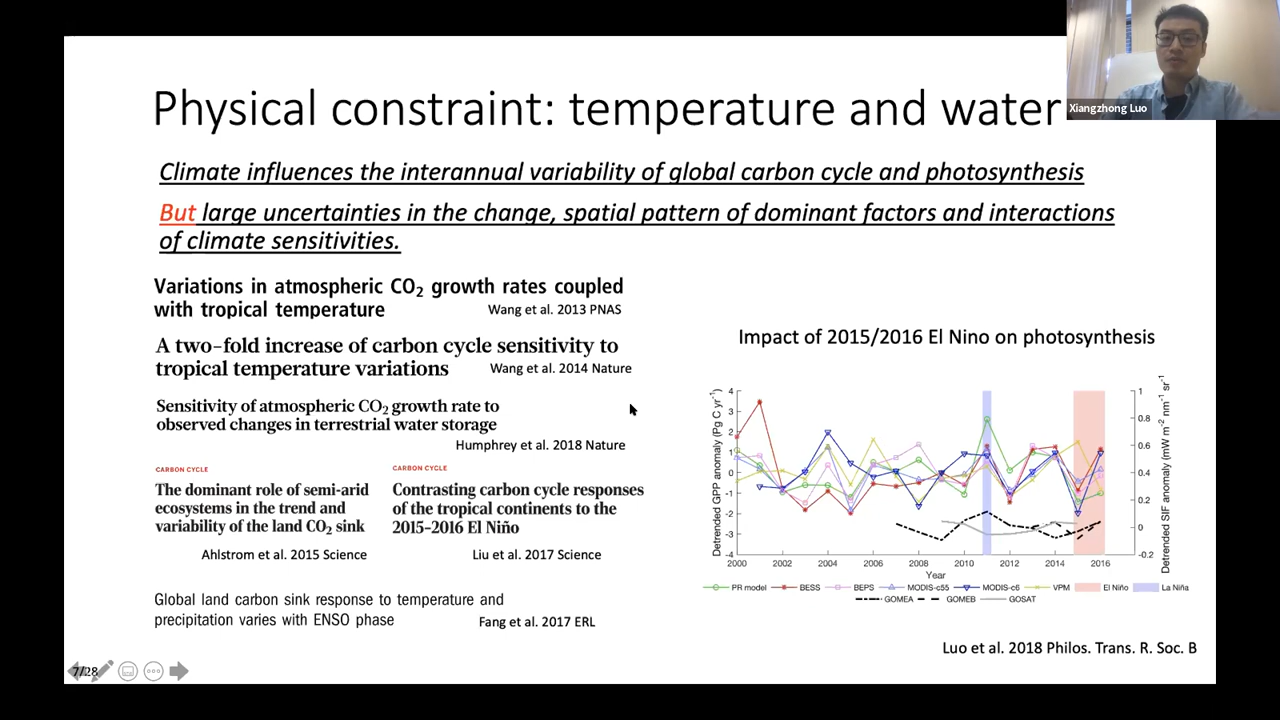 Xiangzhong Luo
Physical constraint: temperature and water
Climate influences the interannual variability of global carbon cycle and photosynthesis
But large uncertainties in the change, spatial pattern of dominant factors and interactions
of climate sensitivities.
Variations in atmospheric CO₂ growth rates coupled
with tropical temperature
Wang et al. 2013 PNAS
A two-fold increase of carbon cycle sensitivity to
tropical temperature variations
Wang et al. 2014 Nature
Sensitivity of atmospheric CO₂ growth rate to
observed changes in terrestrial water storage
Humphrey et al. 2018 Nature
CARBON CYCLE
The dominant role of semi-arid
ecosystems in the trend and
variability of the land CO₂ sink
Ahlstrom et al. 2015 Science
CARBON CYCLE
Contrasting carbon cycle responses
of the tropical continents to the
2015–2016 El Niño
Liu et al. 2017 Science
Global land carbon sink response to temperature and
precipitation varies with ENSO phase
Fang et al. 2017 ERL
Impact of 2015/2016 El Nino on photosynthesis
Detrended GPP anomaly (Pg C yr⁻¹)
4
3
2
1
0
-1
-2
-3
-4
2000 2002 2004 2006 2008 2010 2012 2014 2016
Year
1
0.8
0.6
0.4
0.2
0
-0.2
Detrended SIF anomaly (mW m⁻² nm⁻¹ sr⁻¹)
PR model BESS BEPS MODIS-c55 MODIS-c6 VPM El Niño La Niña
GOMEA GOMEB GOSAT
Luo et al. 2018 Philos. Trans. R. Soc. B
7/28